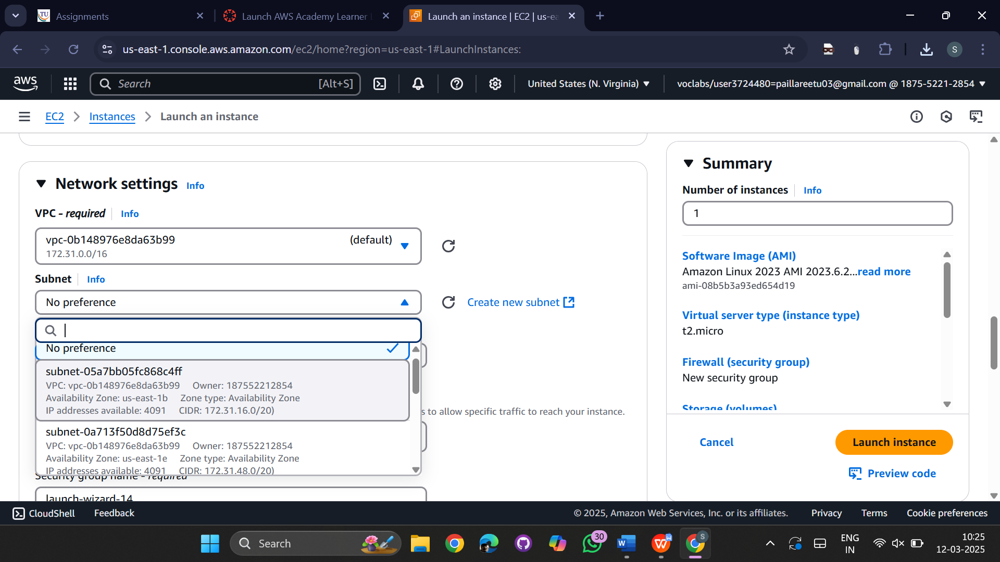 Assignments
Launch AWS Academy Learner
Launch an instance | EC2 | us-ea
us-east-1.console.aws.amazon.com/ec2/home?region=us-east-1#LaunchInstances:
S
aws
Search
[Alt+S]
United States (N. Virginia)
voclabs/user3724480=paillareetu03@gmail.com @ 1875-5221-2854
EC2
Instances
Launch an instance
Network settings Info
VPC - required Info
vpc-0b148976e8da63b99 (default)
172.31.0.0/16
Subnet Info
No preference
Create new subnet
No preference
subnet-05a7bb05fc868c4ff
VPC: vpc-0b148976e8da63b99 Owner: 187552212854
Availability Zone: us-east-1b Zone type: Availability Zone
IP addresses available: 4091 CIDR: 172.31.16.0/20)
s to allow specific traffic to reach your instance.
subnet-0a713f50d8d75ef3c
VPC: vpc-0b148976e8da63b99 Owner: 187552212854
Availability Zone: us-east-1e Zone type: Availability Zone
IP addresses available: 4091 CIDR: 172.31.48.0/20)
Security group name - required
launch-wizard-14
Summary
Number of instances Info
1
Software Image (AMI)
Amazon Linux 2023 AMI 2023.6.2...read more
ami-08b5b3a93ed654d19
Virtual server type (instance type)
t2.micro
Firewall (security group)
New security group
Storage (volumes)
Cancel
Launch instance
Preview code
CloudShell
Feedback
© 2025, Amazon Web Services, Inc. or its affiliates.
Privacy
Terms
Cookie preferences
Search
30
S
ENG
IN
10:25
12-03-2025